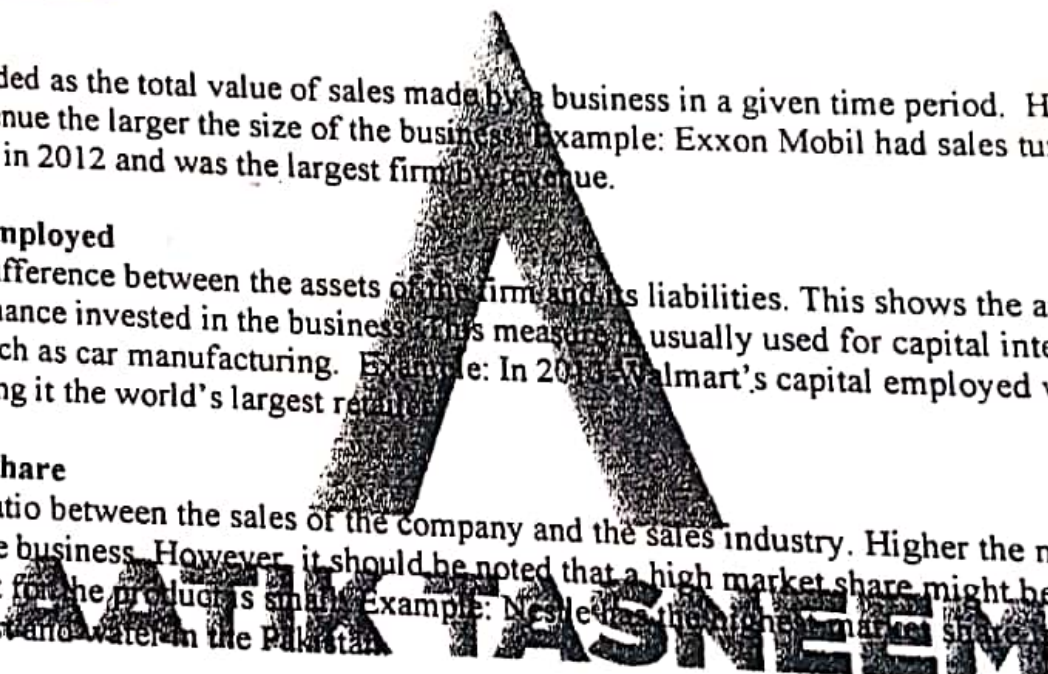 ded as the total value of sales made by a business in a given time period. H
nue the larger the size of the business. Example: Exxon Mobil had sales tu
in 2012 and was the largest firm by revenue.
mployed
fference between the assets of the firm and its liabilities. This shows the a
ance invested in the business. This measure is usually used for capital inte
ch as car manufacturing. Example: In Walmart's capital employed
ng it the world's largest retailer
hare
atio between the sales of the company and the sales industry. Higher the
e business. However, it should be noted that a high market share might be
for the product is small. Example: Nestle has the highest market share
and water in the Pakistan
AATIK TASNEEM